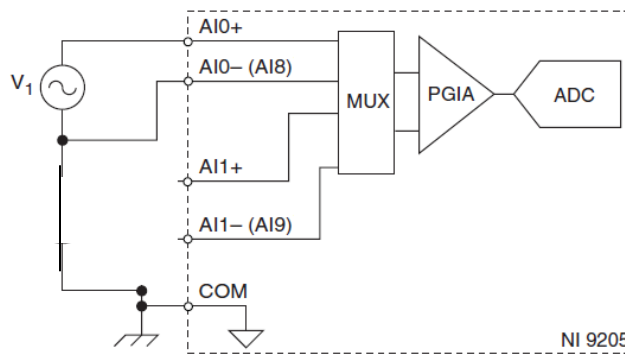 AI0+
V1
AI0– (AI8)
MUX
PGIA
ADC
AI1+
AI1– (AI9)
COM
NI 9205